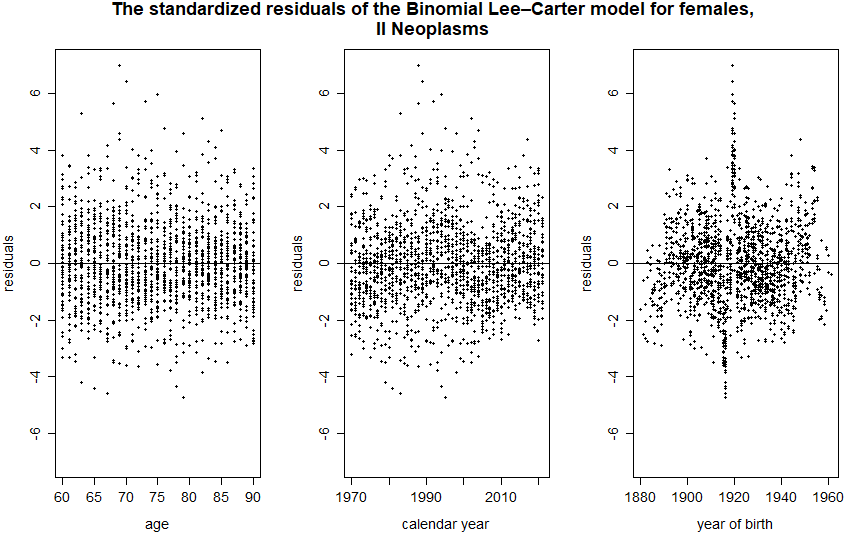 The standardized residuals of the Binomial Lee–Carter model for females,
II Neoplasms
residuals
6
4
2
0
-2
-4
-6
60 65 70 75 80 85 90
age
residuals
6
4
2
0
-2
-4
-6
1970 1990 2010
calendar year
residuals
6
4
2
0
-2
-4
-6
1880 1900 1920 1940 1960
year of birth